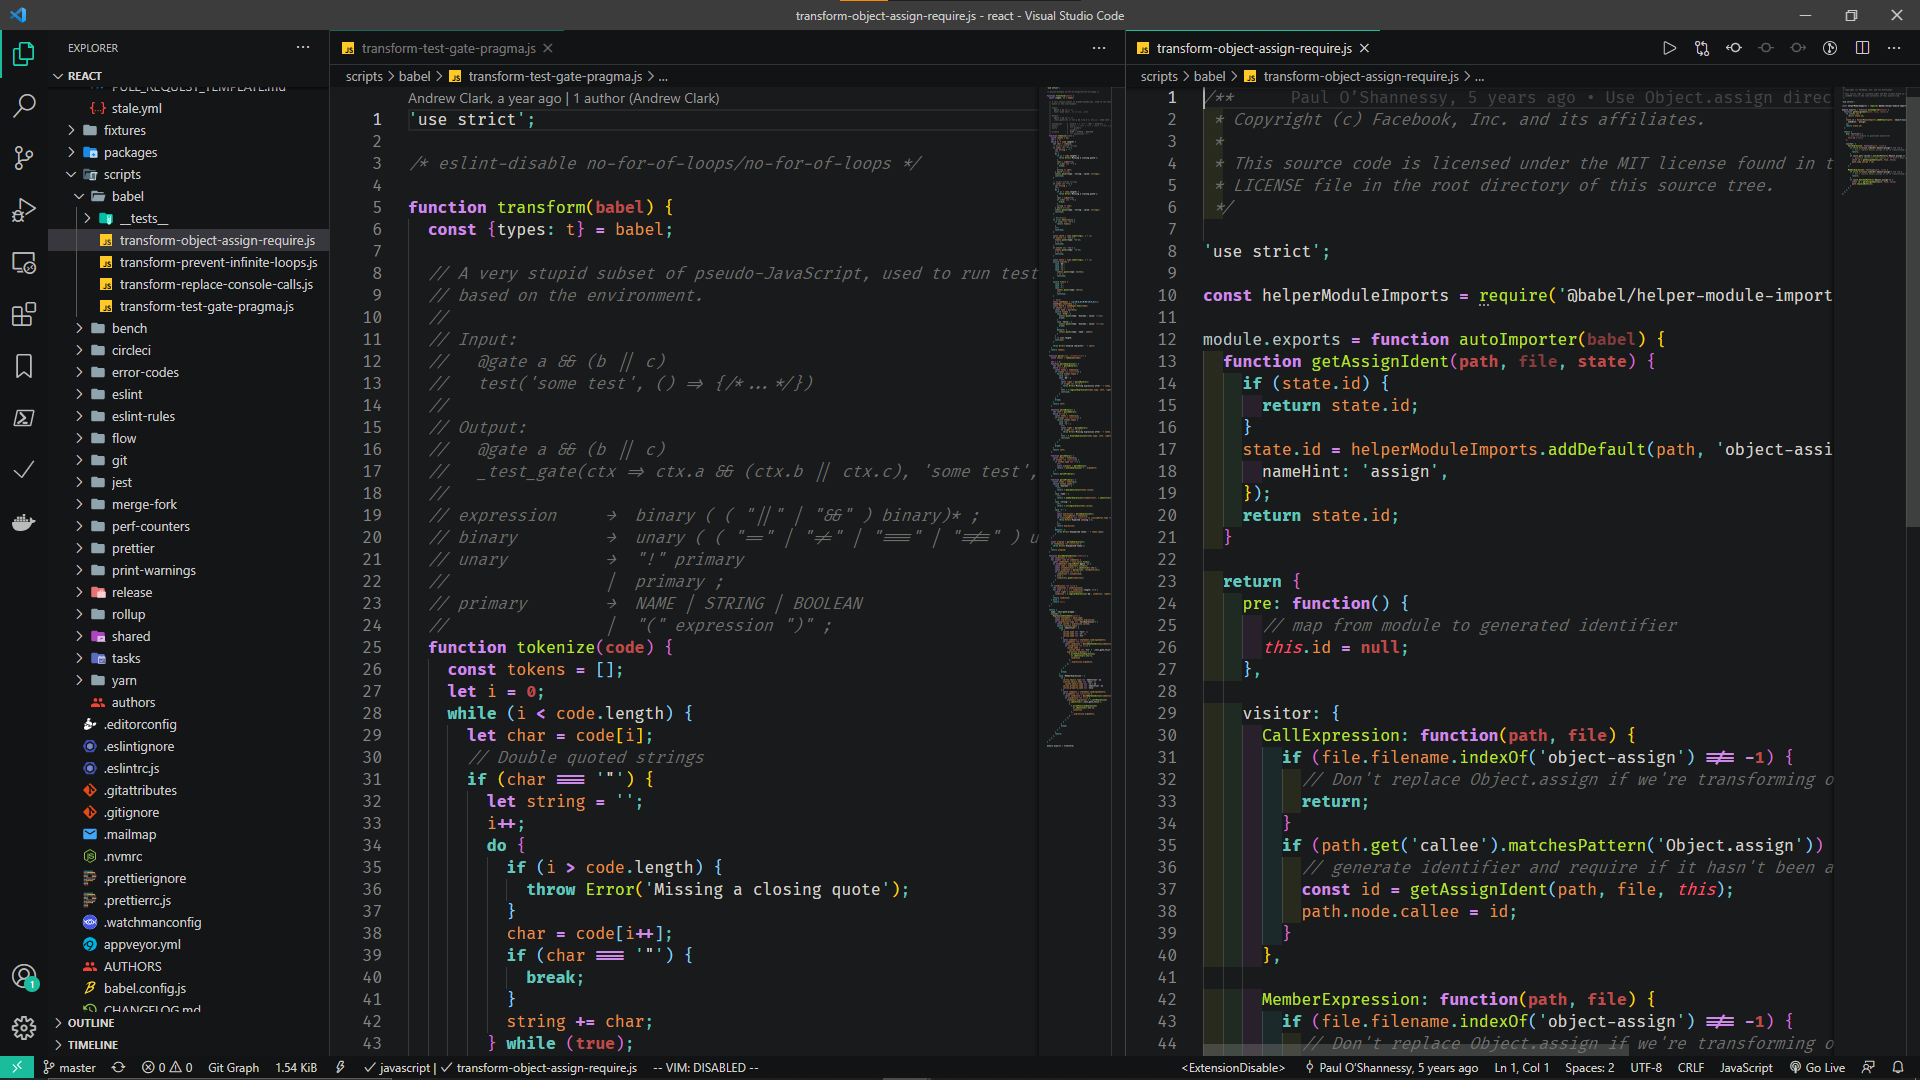 transform-object-assign-require.js - react - Visual Studio Code
EXPLORER
REACT
PULL_REQUEST_TEMPLATE.md
stale.yml
fixtures
packages
scripts
babel
__tests__
transform-object-assign-require.js
transform-prevent-infinite-loops.js
transform-replace-console-calls.js
transform-test-gate-pragma.js
bench
circleci
error-codes
eslint
eslint-rules
flow
git
jest
merge-fork
perf-counters
prettier
print-warnings
release
rollup
shared
tasks
yarn
authors
.editorconfig
.eslintignore
.eslintrc.js
.gitattributes
.gitignore
.mailmap
.nvmrc
.prettierignore
.prettierrc.js
.watchmanconfig
appveyor.yml
AUTHORS
babel.config.js
CHANGELOG.md
OUTLINE
TIMELINE
1
transform-test-gate-pragma.js
scripts > babel > transform-test-gate-pragma.js > ...
Andrew Clark, a year ago | 1 author (Andrew Clark)
1 'use strict';
2
3 /* eslint-disable no-for-of-loops/no-for-of-loops */
4
5 function transform(babel) {
6 const {types: t} = babel;
7
8 // A very stupid subset of pseudo-JavaScript, used to run test
9 // based on the environment.
10 //
11 // Input:
12 // @gate a && (b || c)
13 // test('some test', () => {/*...*/})
14 //
15 // Output:
16 // @gate a && (b || c)
17 // _test_gate(ctx => ctx.a && (ctx.b || ctx.c), 'some test',
18 //
19 // expression → binary ( ( "||" | "&&" ) binary)* ;
20 // binary → unary ( ( "==" | "!=" | "===" | "!==" ) u
21 // unary → "!" primary
22 // | primary ;
23 // primary → NAME | STRING | BOOLEAN
24 // | "(" expression ")" ;
25 function tokenize(code) {
26 const tokens = [];
27 let i = 0;
28 while (i < code.length) {
29 let char = code[i];
30 // Double quoted strings
31 if (char === '"') {
32 let string = '';
33 i++;
34 do {
35 if (i > code.length) {
36 throw Error('Missing a closing quote');
37 }
38 char = code[i++];
39 if (char === '"') {
40 break;
41 }
42 string += char;
43 } while (true);
transform-object-assign-require.js
scripts > babel > transform-object-assign-require.js > ...
1 /** Paul O'Shannessy, 5 years ago • Use Object.assign direc
2 * Copyright (c) Facebook, Inc. and its affiliates.
3 *
4 * This source code is licensed under the MIT license found in t
5 * LICENSE file in the root directory of this source tree.
6 */
7
8 'use strict';
9
10 const helperModuleImports = require('@babel/helper-module-import
11
12 module.exports = function autoImporter(babel) {
13 function getAssignIdent(path, file, state) {
14 if (state.id) {
15 return state.id;
16 }
17 state.id = helperModuleImports.addDefault(path, 'object-assi
18 nameHint: 'assign',
19 });
20 return state.id;
21 }
22
23 return {
24 pre: function() {
25 // map from module to generated identifier
26 this.id = null;
27 },
28
29 visitor: {
30 CallExpression: function(path, file) {
31 if (file.filename.indexOf('object-assign') !== -1) {
32 // Don't replace Object.assign if we're transforming o
33 return;
34 }
35 if (path.get('callee').matchesPattern('Object.assign'))
36 // generate identifier and require if it hasn't been a
37 const id = getAssignIdent(path, file, this);
38 path.node.callee = id;
39 }
40 },
41
42 MemberExpression: function(path, file) {
43 if (file.filename.indexOf('object-assign') !== -1) {
44 // Don't replace Object.assign if we're transforming o
master 0 0 Git Graph 1.54 KiB javascript | transform-object-assign-require.js -- VIM: DISABLED -- <ExtensionDisable> Paul O'Shannessy, 5 years ago Ln 1, Col 1 Spaces: 2 UTF-8 CRLF JavaScript Go Live